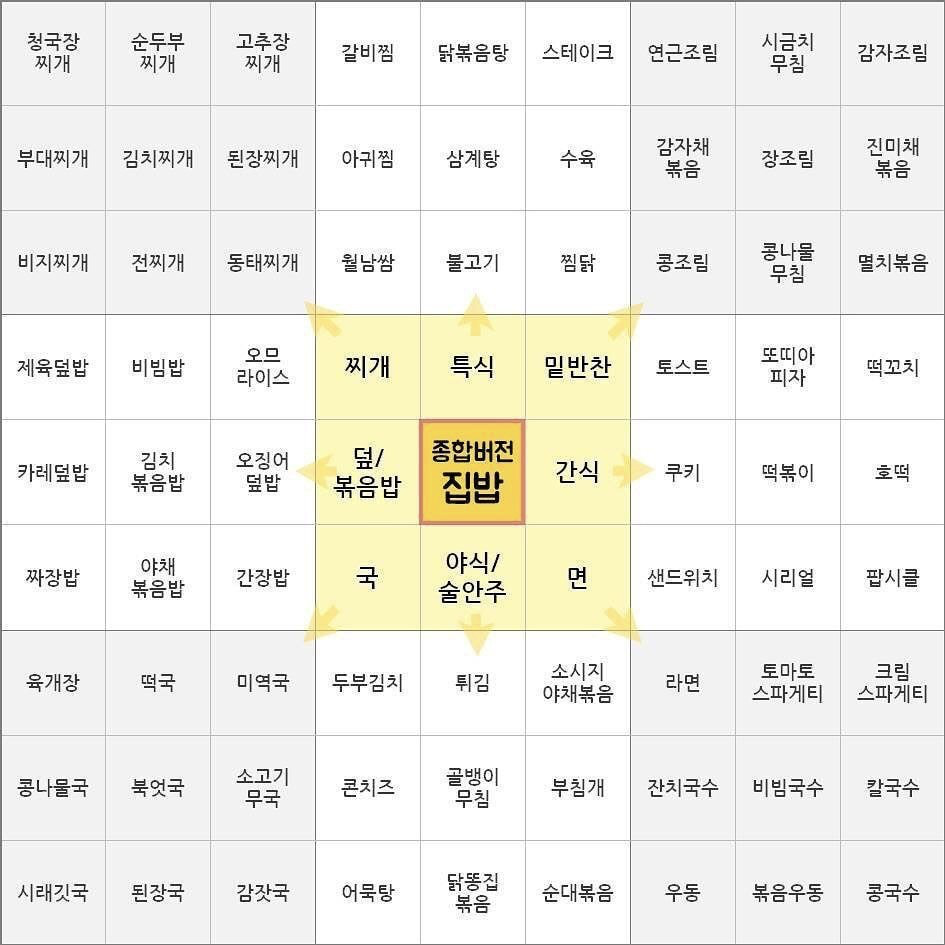 청국장
찌개
순두부
찌개
고추장
찌개
갈비찜
닭볶음탕
스테이크
연근조림
시금치
무침
감자조림
부대찌개
김치찌개
된장찌개
아귀찜
삼계탕
수육
감자채
볶음
장조림
진미채
볶음
비지찌개
전찌개
동태찌개
월남쌈
불고기
찜닭
콩조림
콩나물
무침
멸치볶음
제육덮밥
비빔밥
오므
라이스
찌개
특식
밑반찬
토스트
또띠아
피자
떡꼬치
카레덮밥
김치
볶음밥
오징어
덮밥
덮/
볶음밥
종합버전
집밥
간식
쿠키
떡볶이
호떡
짜장밥
야채
볶음밥
간장밥
국
야식/
술안주
면
샌드위치
시리얼
팝시클
육개장
떡국
미역국
두부김치
튀김
소시지
야채볶음
라면
토마토
스파게티
크림
스파게티
콩나물국
북엇국
소고기
무국
콘치즈
골뱅이
무침
부침개
잔치국수
비빔국수
칼국수
시래깃국
된장국
감잣국
어묵탕
닭똥집
볶음
순대볶음
우동
볶음우동
콩국수